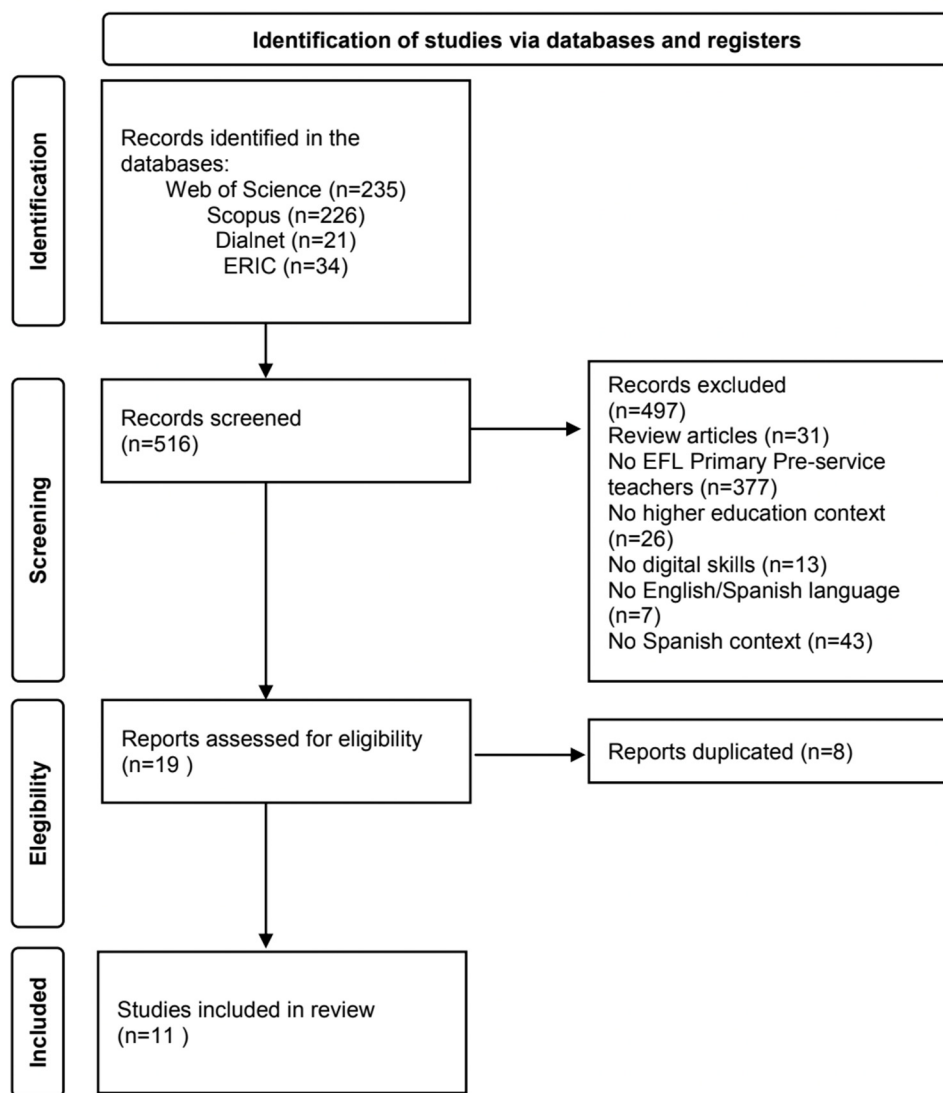 Identification of studies via databases and registers
Identification
Records identified in the
databases:
Web of Science (n=235)
Scopus (n=226)
Dialnet (n=21)
ERIC (n=34)
Screening
Records screened
(n=516)
Records excluded
(n=497)
Review articles (n=31)
No EFL Primary Pre-service
teachers (n=377)
No higher education context
(n=26)
No digital skills (n=13)
No English/Spanish language
(n=7)
No Spanish context (n=43)
Elegibility
Reports assessed for eligibility
(n=19 )
Reports duplicated (n=8)
Included
Studies included in review
(n=11 )